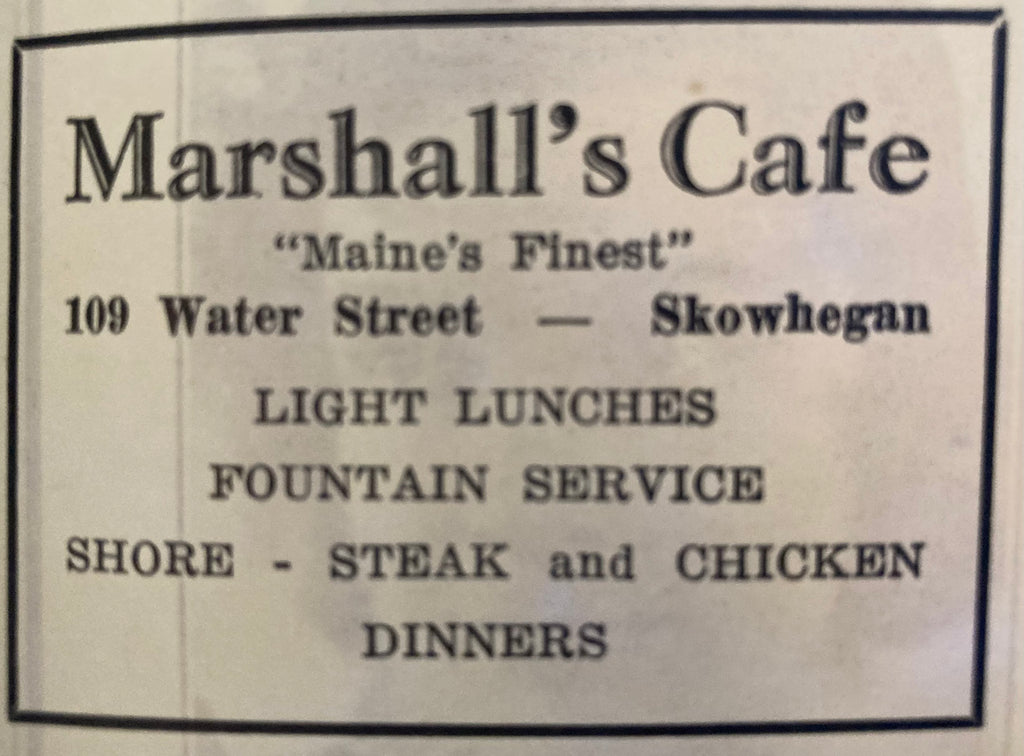 Marshall's Cafe
"Maine's Finest"
109 Water Street — Skowhegan
LIGHT LUNCHES
FOUNTAIN SERVICE
SHORE - STEAK and CHICKEN
DINNERS